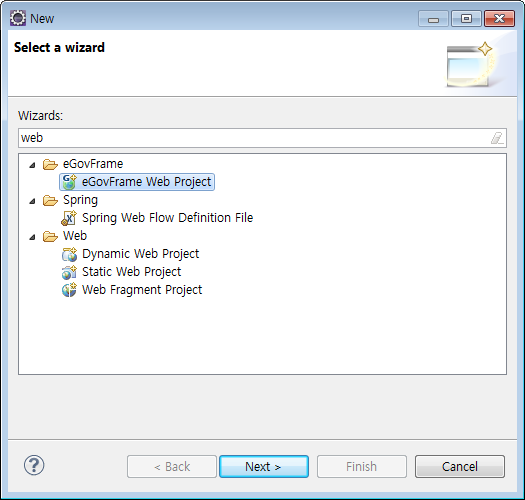 New
Select a wizard
Wizards:
web
eGovFrame
eGovFrame Web Project
Spring
Spring Web Flow Definition File
Web
Dynamic Web Project
Static Web Project
Web Fragment Project
?
< Back
Next >
Finish
Cancel